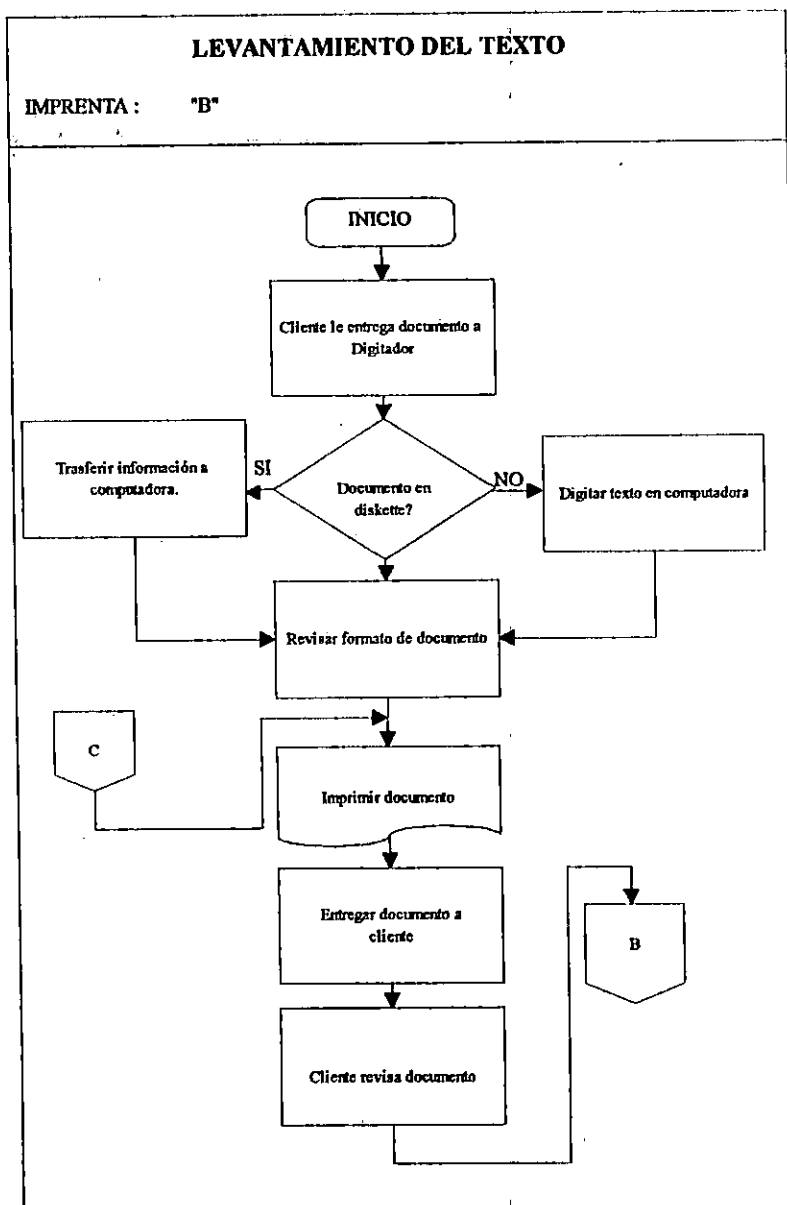 LEVANTAMIENTO DEL TEXTO
IMPRENTA : "B"
INICIO
Cliente le entrega documento a
Digitador
Trasferir información a
computadora.
SI
Documento en
diskette?
NO
Digitar texto en computadora
Revisar formato de documento
C
Imprimir documento
Entregar documento a
cliente
B
Cliente revisa documento